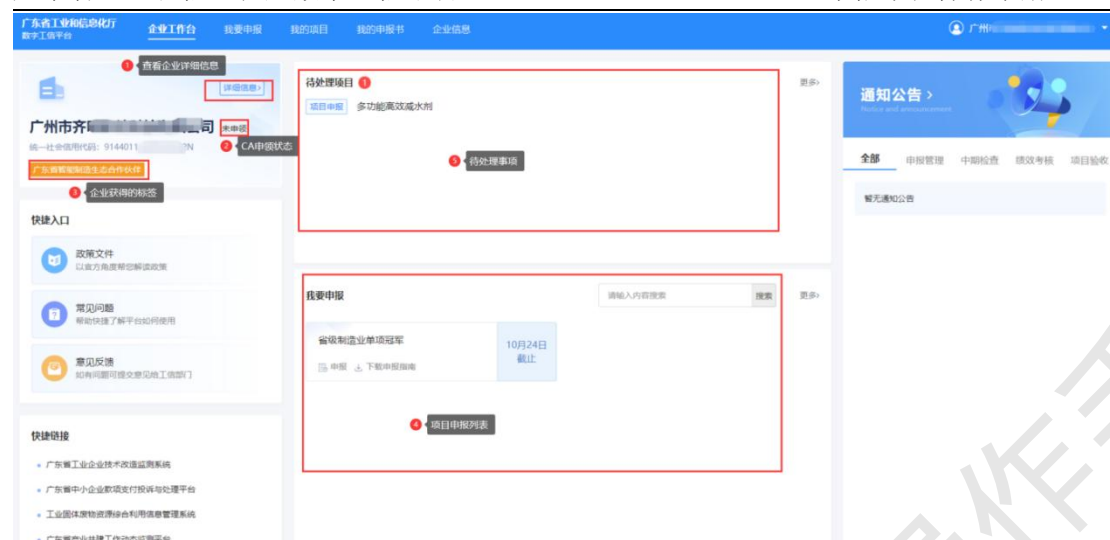 广东省工业和信息化厅
数字工信平台
企业工作台
我要申报
我的项目
我的申报书
企业信息
广州
1 查看企业详细信息
详细信息>
广州市齐
司 未申领
统一社会信用代码: 9144011
N
2 CA申领状态
广东省智能制造生态合作伙伴
3 企业获得的标签
快捷入口
政策文件
以官方角度帮您解读政策
常见问题
帮助快捷了解平台如何使用
意见反馈
如有问题可提交意见给工信部门
快捷链接
广东省工业企业技术改造监测系统
广东省中小企业款项支付投诉与处理平台
工业固体废物资源综合利用信息管理系统
广东省产业共建工作动态监测平台
待处理项目 1
更多>
项目申报 多功能高效减水剂
5 待处理事项
我要申报
请输入内容搜索
搜索
更多>
省级制造业单项冠军
申报 下载申报指南
10月24日
截止
4 项目申报列表
通知公告 >
Notice and announcement
全部 申报管理 中期检查 绩效考核 项目验收
暂无通知公告